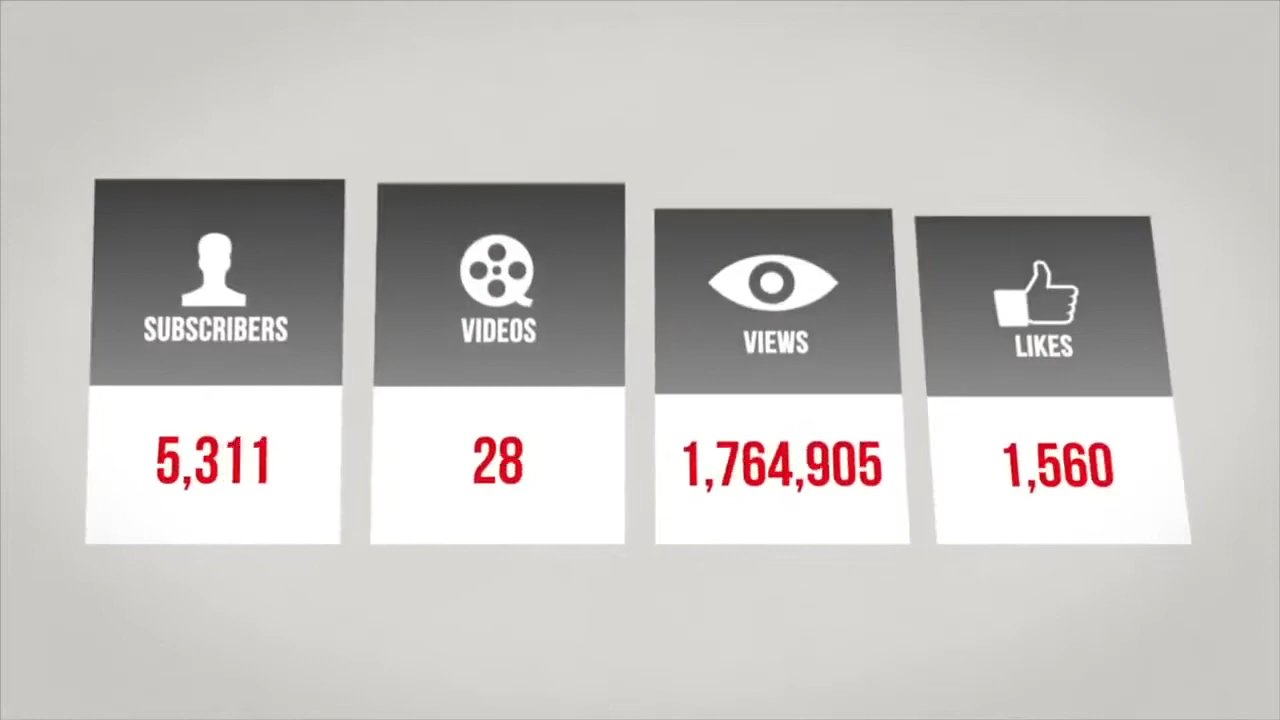 SUBSCRIBERS
5,311
VIDEOS
28
VIEWS
1,764,905
LIKES
1,560